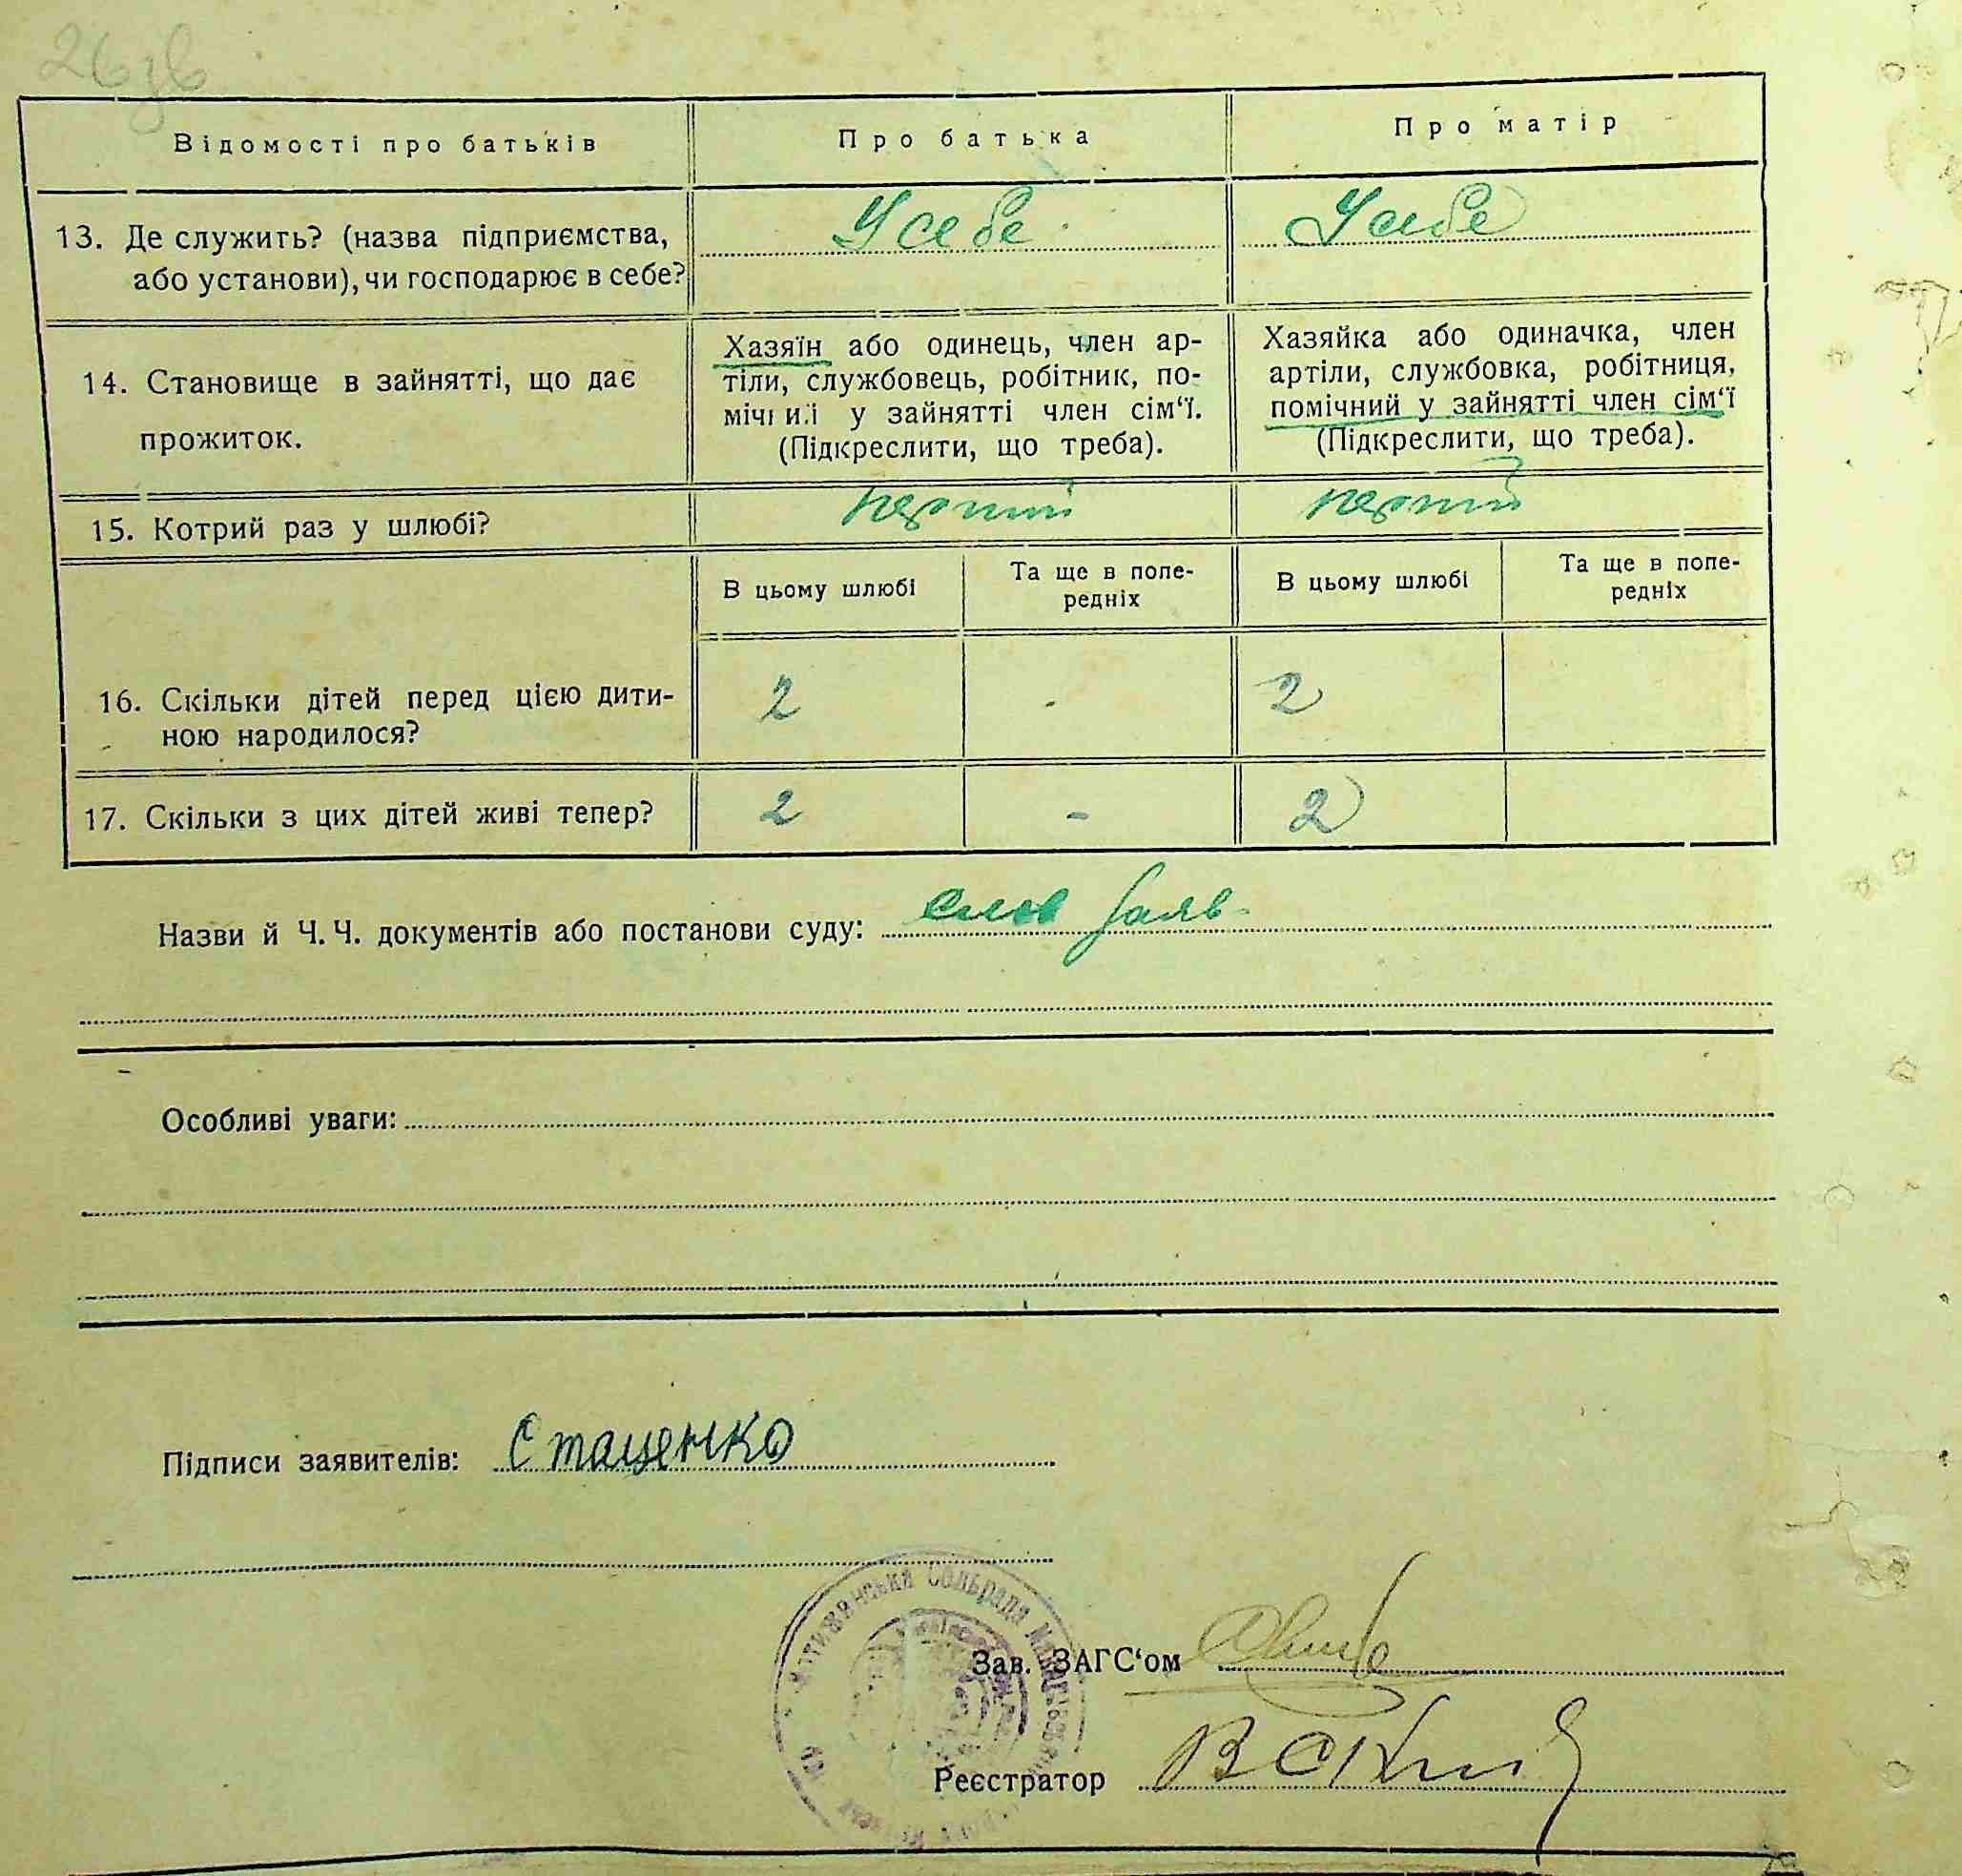 26зв
Відомості про батьків
Про батька
Про матір
13. Де служить? (назва підприємства,
або установи), чи господарює в себе?
У себе
У себе
14. Становище в зайнятті, що дає
прожиток.
Хазяїн або одинець, член ар-
тіли, службовець, робітник, по-
мічний у зайнятті член сім‘ї.
(Підкреслити, що треба).
Хазяйка або одиначка, член
артіли, службовка, робітниця,
помічний у зайнятті член сім‘ї
(Підкреслити, що треба).
15. Котрий раз у шлюбі?
перший
перший
В цьому шлюбі
Та ще в попе-
редніх
В цьому шлюбі
Та ще в попе-
редніх
16. Скільки дітей перед цією дити-
ною народилося?
2
-
2
17. Скільки з цих дітей живі тепер?
2
-
2
Назви й Ч. Ч. документів або постанови суду: слов заяв-
Особливі уваги:
Підписи заявителів: Стаценко
Сільрада
Зав. ЗАГС‘ом
Реєстратор